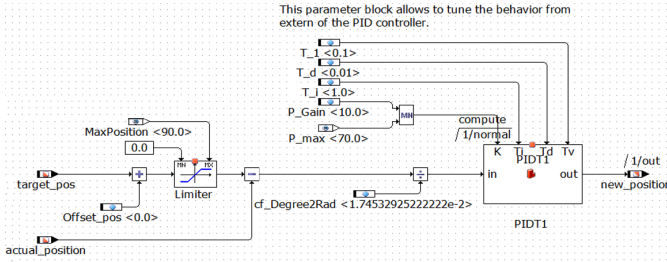 This parameter block allows to tune the behavior from
extern of the PID controller.
T_1 <0.1>
T_d <0.01>
T_i <1.0>
P_Gain <10.0>
MN
P_max <70.0>
compute
/1/normal
MaxPosition <90.0>
0.0
MN MX
K Ti Td Tv
PIDT1
in out
/1/out
target_pos
Limiter
new_position
Offset_pos <0.0>
cf_Degree2Rad <1.74532925222222e-2>
PIDT1
actual_position